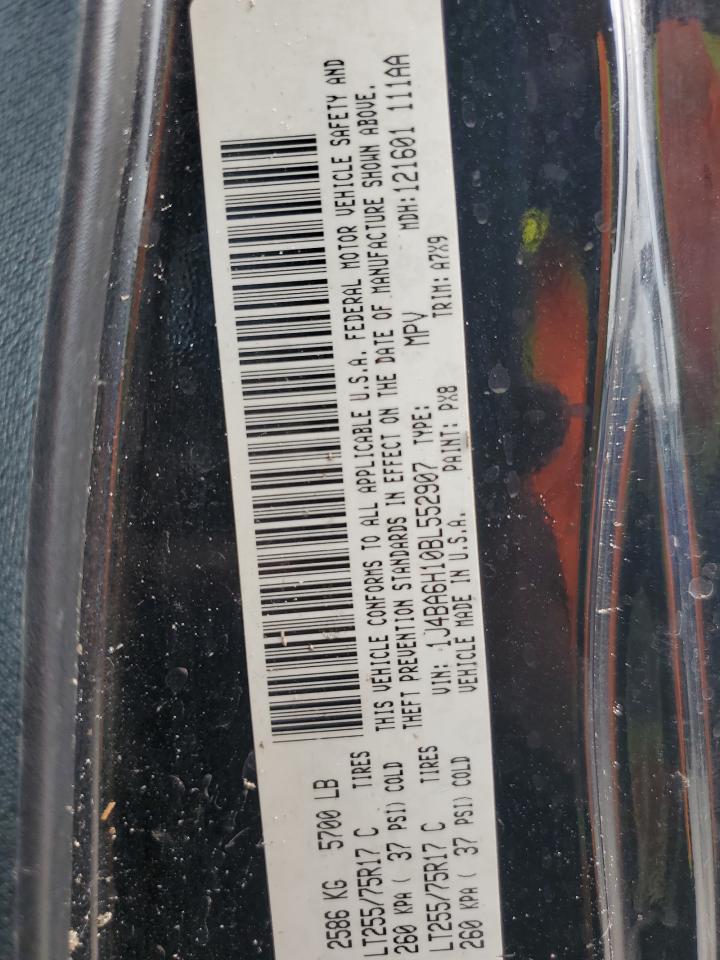 2586 KG 5700 LB
LT255/75R17 C TIRES
260 KPA ( 37 PSI) COLD
LT255/75R17 C TIRES
260 KPA ( 37 PSI) COLD
THIS VEHICLE CONFORMS TO ALL APPLICABLE U.S.A. FEDERAL MOTOR VEHICLE SAFETY AND
THEFT PREVENTION STANDARDS IN EFFECT ON THE DATE OF MANUFACTURE SHOWN ABOVE.
VIN: 1J4BA6H10BL552907 TYPE: MPV MDH:121601 111AA
VEHICLE MADE IN U.S.A. PAINT: PX8 TRIM: A7X9